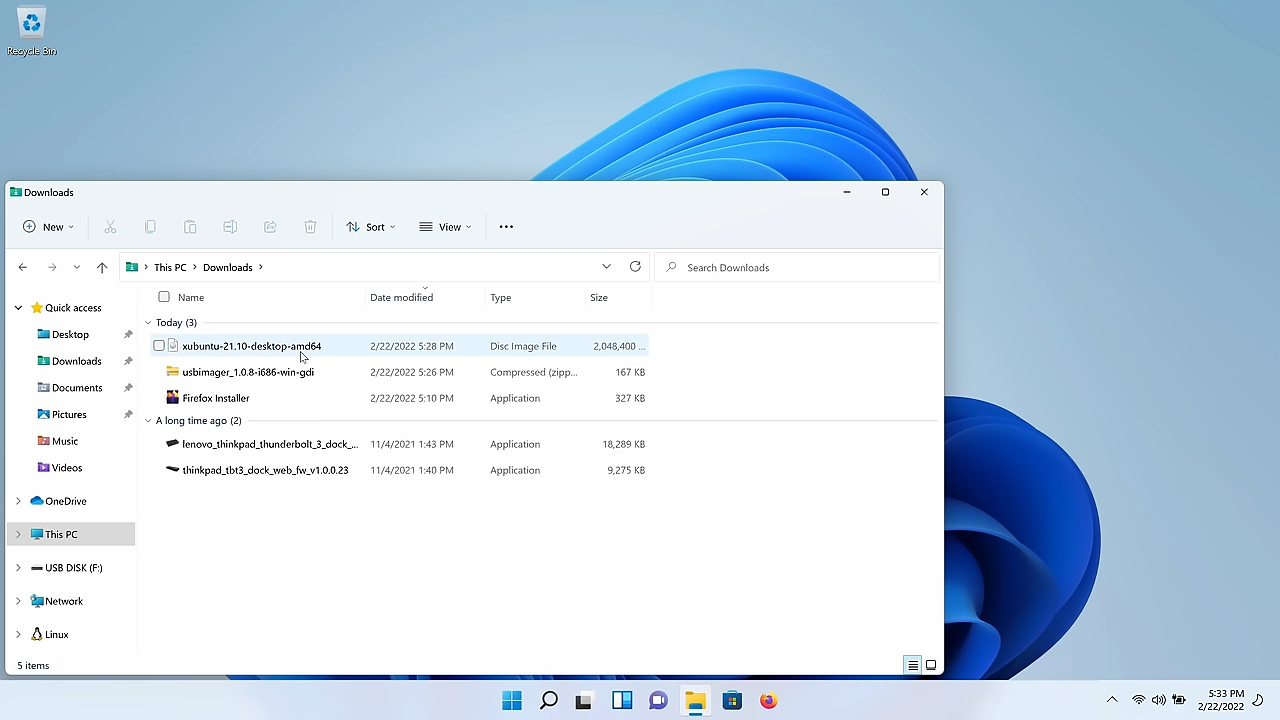 Recycle Bin
Downloads
New
Sort
View
This PC
Downloads
Search Downloads
Name
Date modified
Type
Size
Quick access
Desktop
Downloads
Documents
Pictures
Music
Videos
OneDrive
This PC
USB DISK (F:)
Network
Linux
Today (3)
xubuntu-21.10-desktop-amd64 2/22/2022 5:28 PM Disc Image File 2,048,400 ...
usbimager_1.0.8-i686-win-gdi 2/22/2022 5:26 PM Compressed (zipp... 167 KB
Firefox Installer 2/22/2022 5:10 PM Application 327 KB
A long time ago (2)
lenovo_thinkpad_thunderbolt_3_dock_... 11/4/2021 1:43 PM Application 18,289 KB
thinkpad_tbt3_dock_web_fw_v1.0.0.23 11/4/2021 1:40 PM Application 9,275 KB
5 items
5:33 PM
2/22/2022